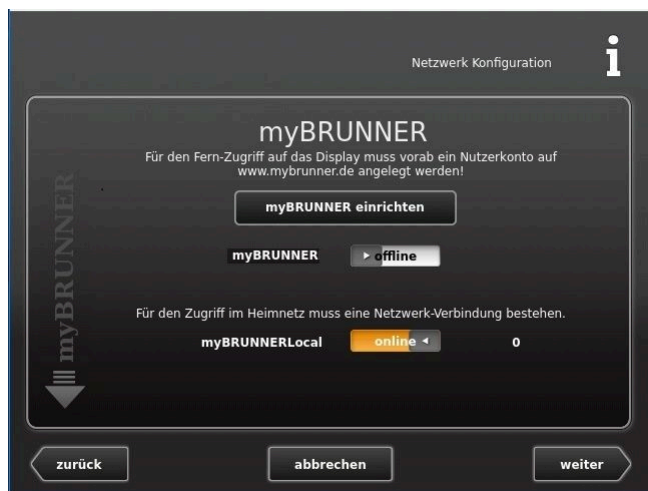 Netzwerk Konfiguration
i
myBRUNNER
Für den Fern-Zugriff auf das Display muss vorab ein Nutzerkonto auf
www.mybrunner.de angelegt werden!
myBRUNNER einrichten
myBRUNNER
offline
Für den Zugriff im Heimnetz muss eine Netzwerk-Verbindung bestehen.
myBRUNNERLocal
online
0
myBRUNNER
zurück
abbrechen
weiter